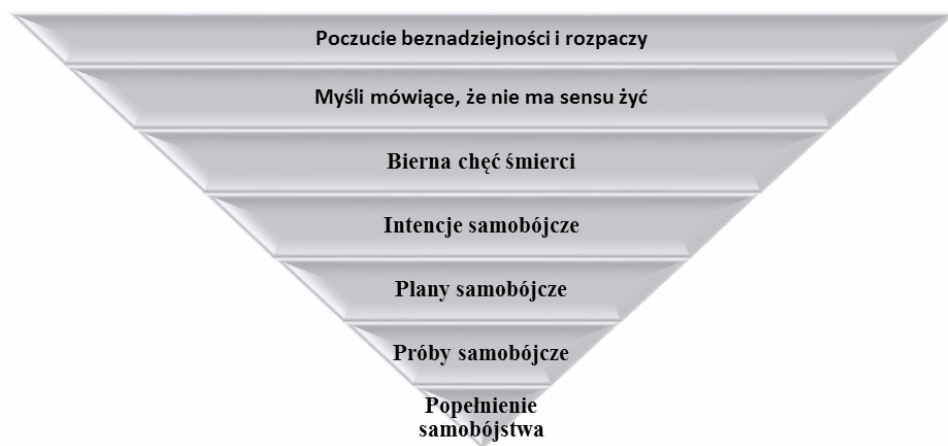 Poczucie beznadziejności i rozpaczy
Myśli mówiące, że nie ma sensu żyć
Bierna chęć śmierci
Intencje samobójcze
Plany samobójcze
Próby samobójcze
Popełnienie
samobójstwa